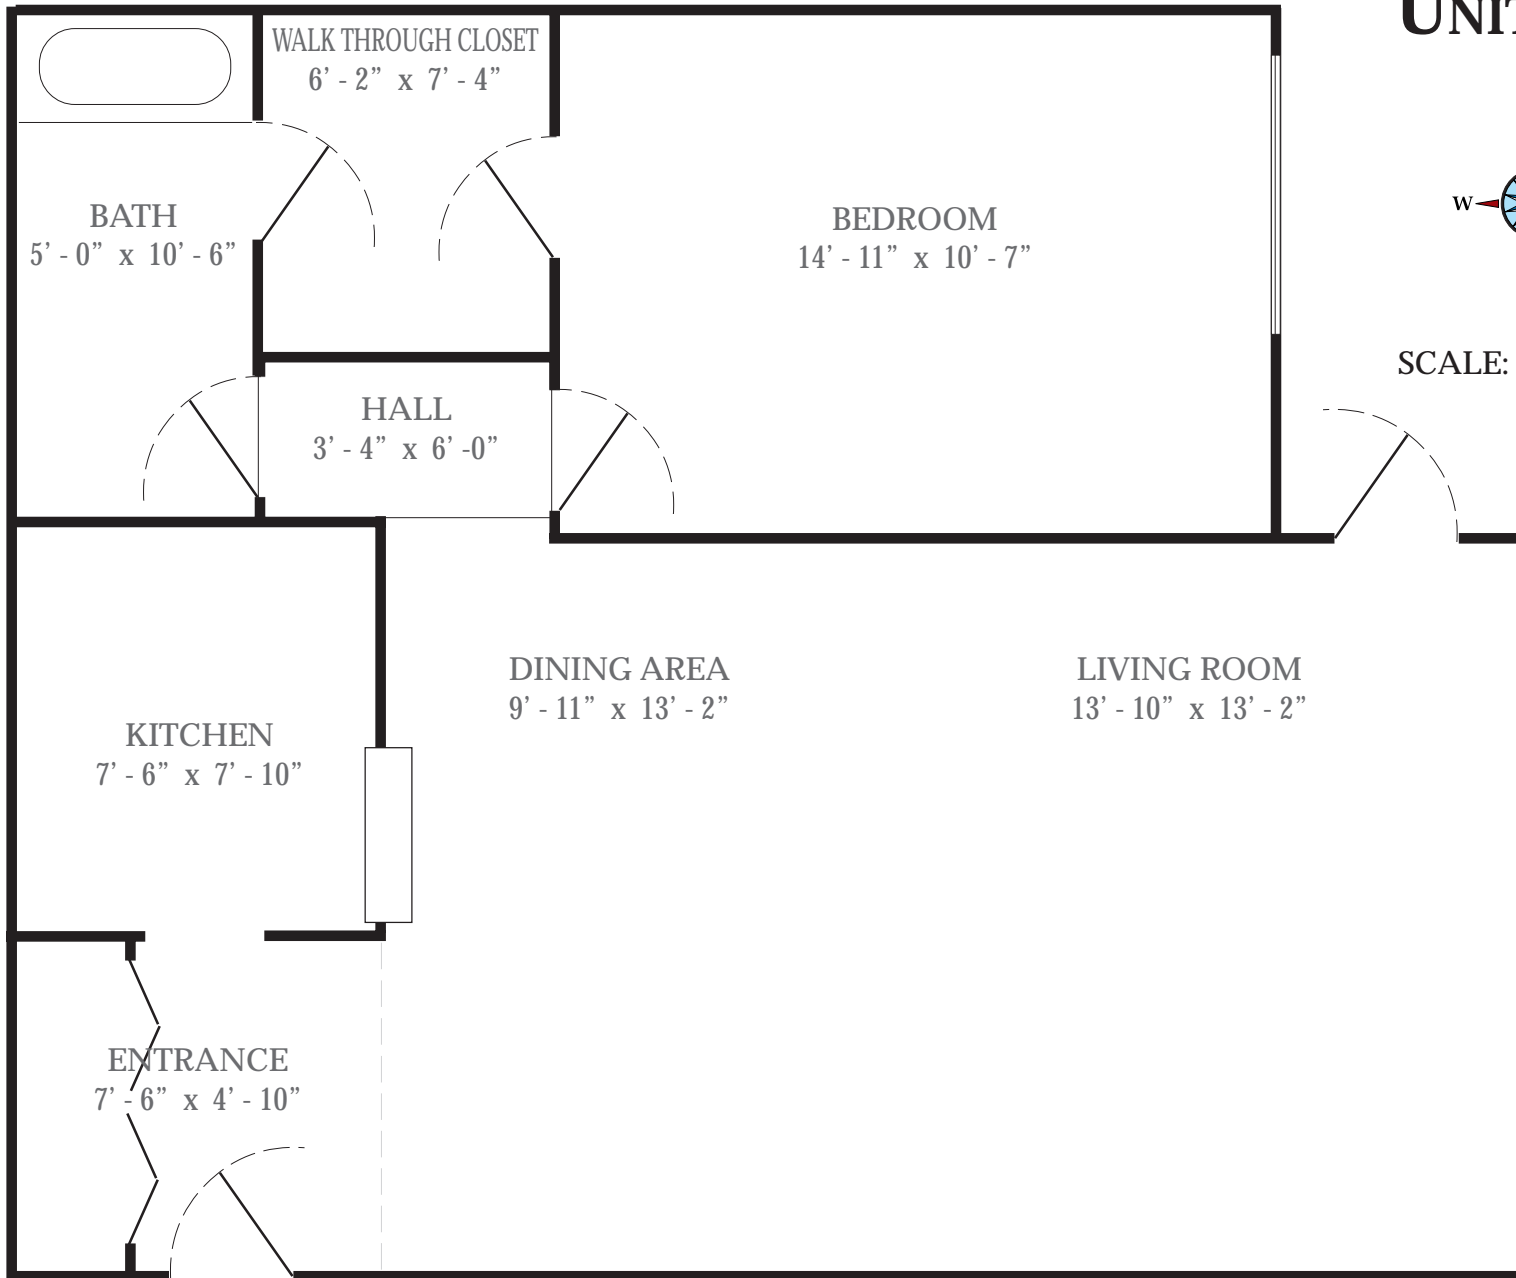 UNIT
WALK THROUGH CLOSET
6’ - 2” x 7’ - 4”
W
BATH
5’ - 0” x 10’ - 6”
BEDROOM
14’ - 11” x 10’ - 7”
SCALE:
HALL
3’ - 4” x 6’ -0”
DINING AREA
9’ - 11” x 13’ - 2”
LIVING ROOM
13’ - 10” x 13’ - 2”
KITCHEN
7’ - 6” x 7’ - 10”
ENTRANCE
7’ - 6” x 4’ - 10”